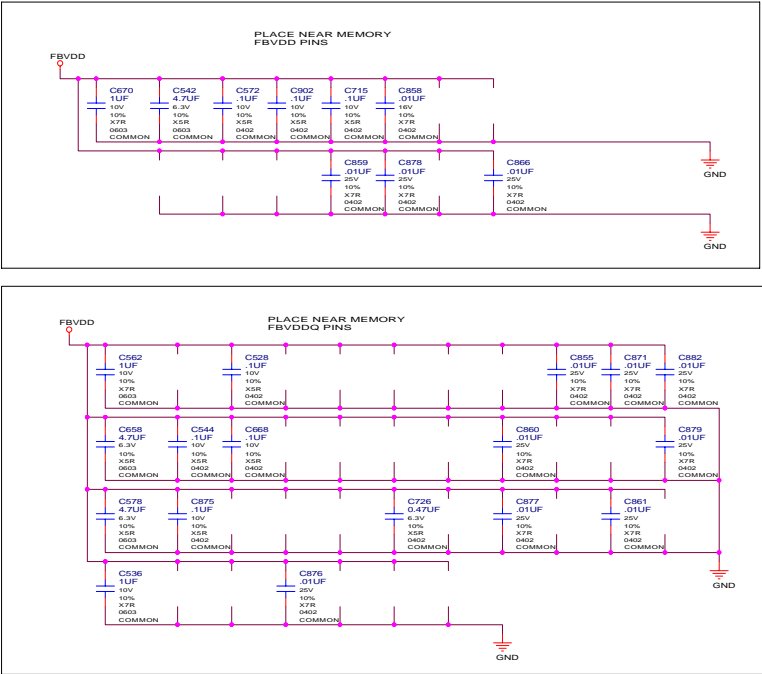 PLACE NEAR MEMORY
FBVDD PINS
FBVDD
C670
1UF
10V
10%
X7R
0603
COMMON
C542
4.7UF
6.3V
10%
X5R
0603
COMMON
C572
.1UF
10V
10%
X5R
0402
COMMON
C902
.1UF
10V
10%
X5R
0402
COMMON
C715
.1UF
10V
10%
X5R
0402
COMMON
C858
.01UF
16V
10%
X7R
0402
COMMON
GND
C859
.01UF
25V
10%
X7R
0402
COMMON
C878
.01UF
25V
10%
X7R
0402
COMMON
C866
.01UF
25V
10%
X7R
0402
COMMON
GND
PLACE NEAR MEMORY
FBVDDQ PINS
FBVDD
C562
1UF
10V
10%
X7R
0603
COMMON
C528
.1UF
10V
10%
X5R
0402
COMMON
C855
.01UF
25V
10%
X7R
0402
COMMON
C871
.01UF
25V
10%
X7R
0402
COMMON
C882
.01UF
25V
10%
X7R
0402
COMMON
C658
4.7UF
6.3V
10%
X5R
0603
COMMON
C544
.1UF
10V
10%
X5R
0402
COMMON
C668
.1UF
10V
10%
X5R
0402
COMMON
C860
.01UF
25V
10%
X7R
0402
COMMON
C879
.01UF
25V
10%
X7R
0402
COMMON
C578
4.7UF
6.3V
10%
X5R
0603
COMMON
C875
.1UF
10V
10%
X5R
0402
COMMON
C726
0.47UF
6.3V
10%
X5R
0402
COMMON
C877
.01UF
25V
10%
X7R
0402
COMMON
C861
.01UF
25V
10%
X7R
0402
COMMON
GND
C536
1UF
10V
10%
X7R
0603
COMMON
C876
.01UF
25V
10%
X7R
0402
COMMON
GND